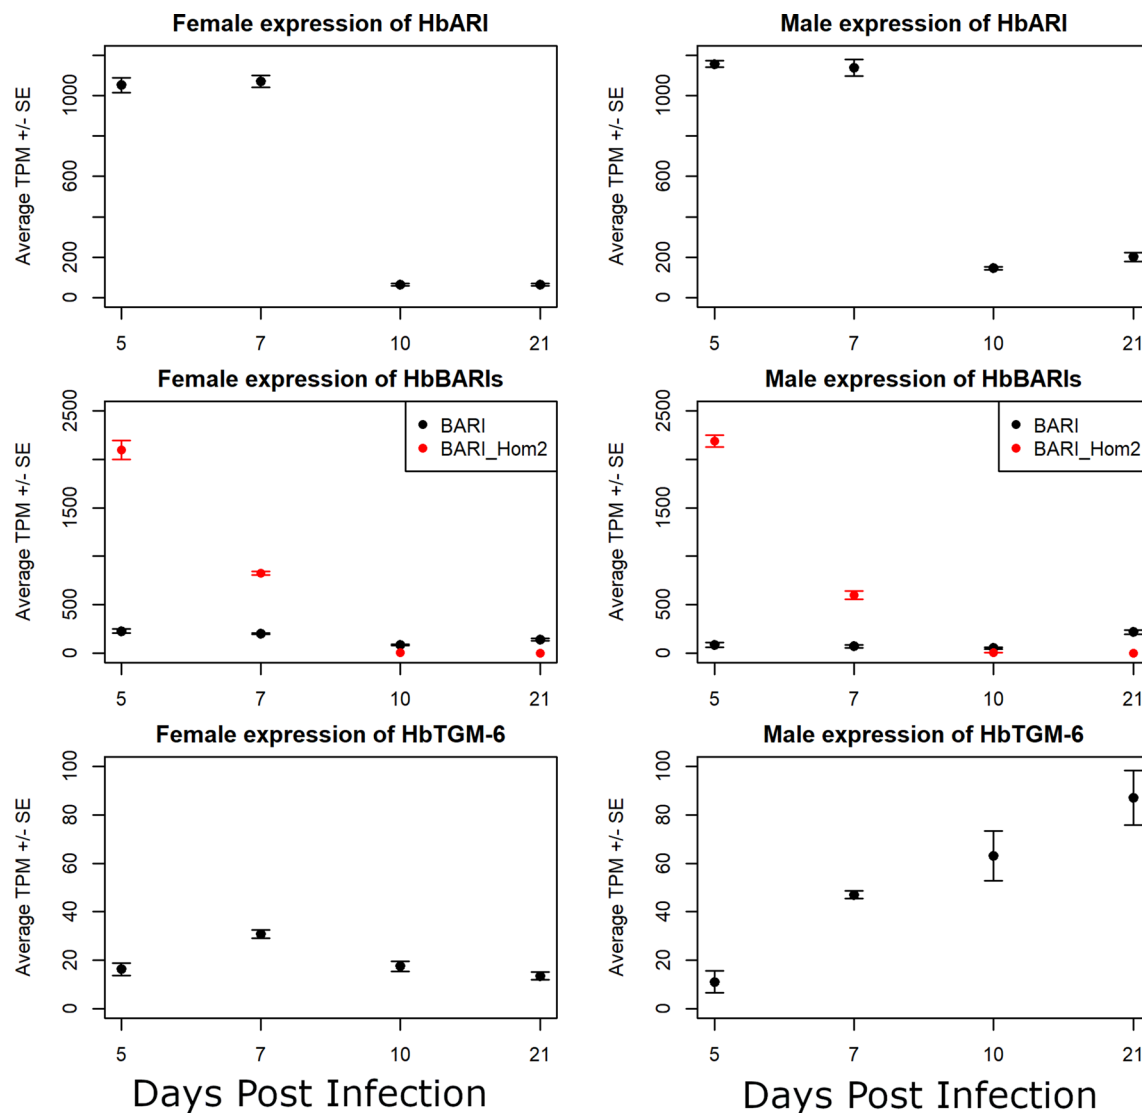 Female expression of HbARI
Average TPM +/- SE
1000
600
200
0
5 7 10 21
Male expression of HbARI
Average TPM +/- SE
1000
600
200
0
5 7 10 21
Female expression of HbBARIs
Average TPM +/- SE
2500
1500
500
0
BARI
BARI_Hom2
5 7 10 21
Male expression of HbBARIs
Average TPM +/- SE
2500
1500
500
0
BARI
BARI_Hom2
5 7 10 21
Female expression of HbTGM-6
Average TPM +/- SE
100
80
60
40
20
0
5 7 10 21
Days Post Infection
Male expression of HbTGM-6
Average TPM +/- SE
100
80
60
40
20
0
5 7 10 21
Days Post Infection